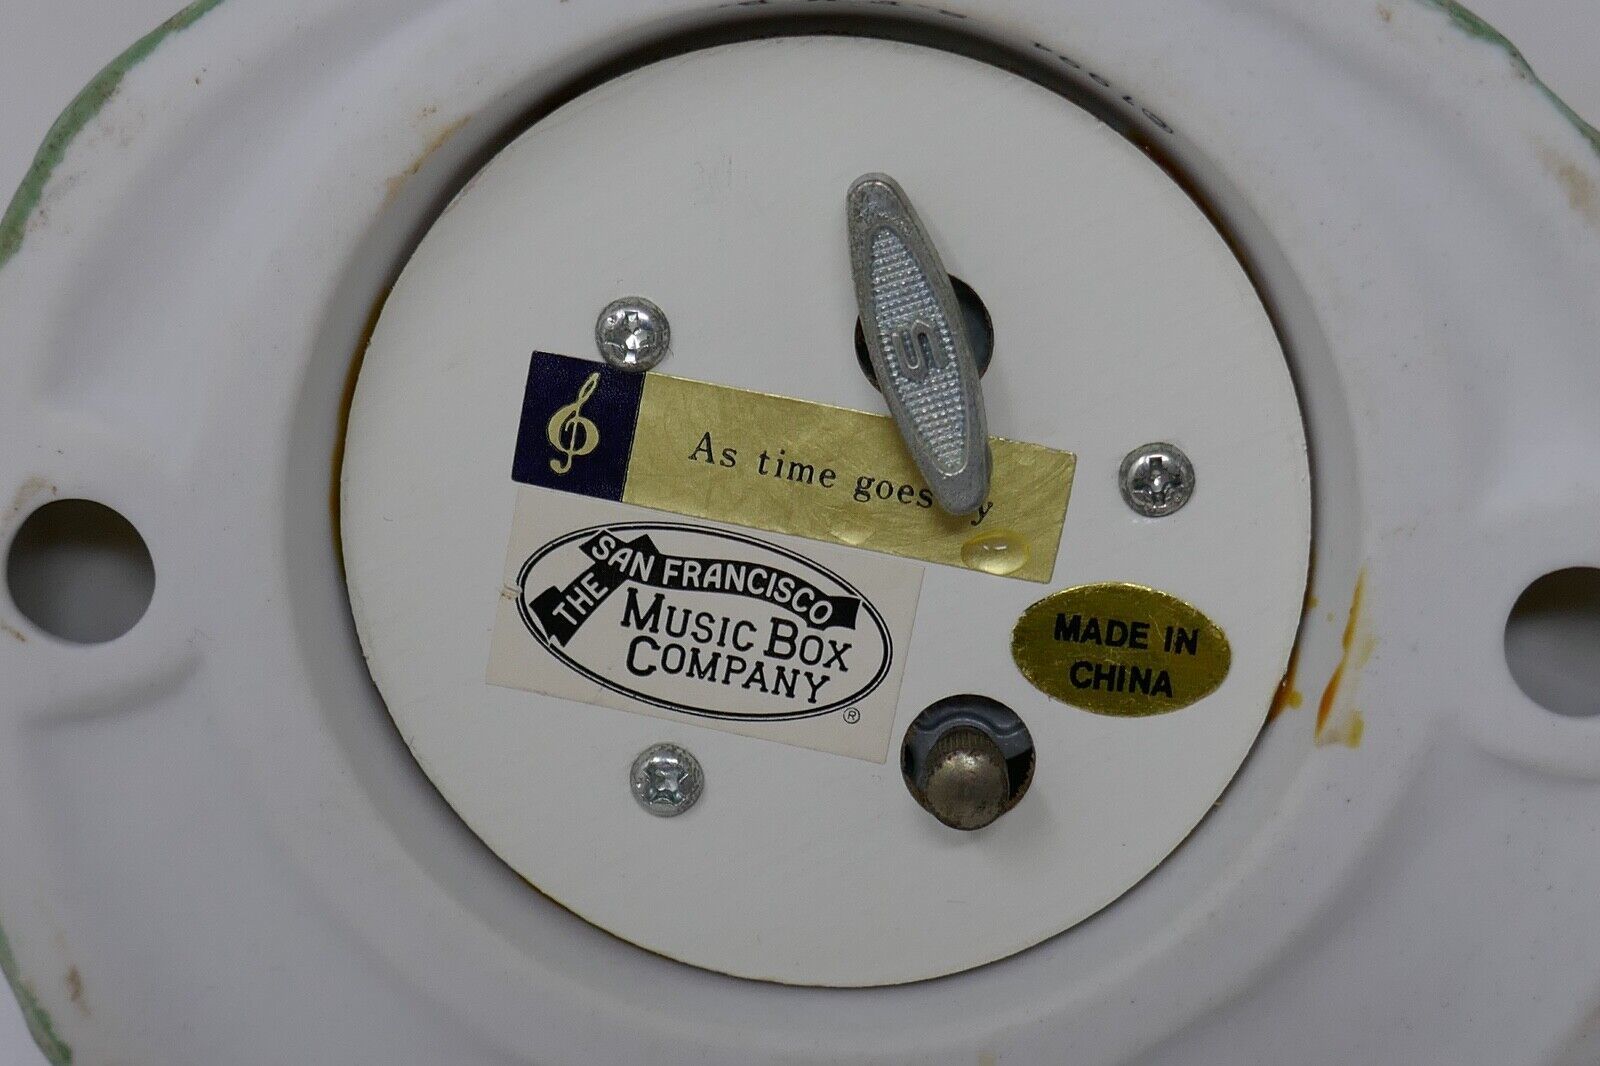 S
As time goes y
THE SAN FRANCISCO
MUSIC BOX
COMPANY
®
MADE IN
CHINA